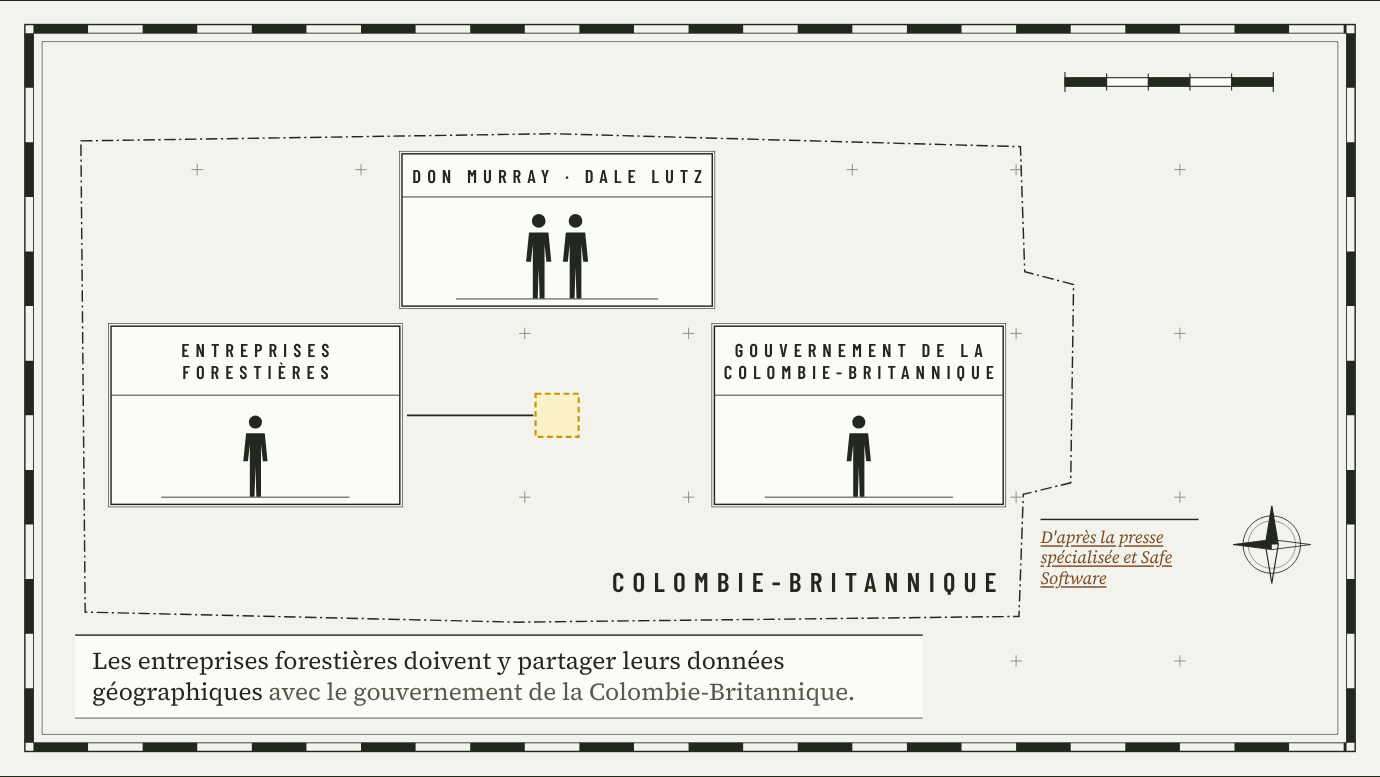 DON MURRAY · DALE LUTZ
ENTREPRISES
FORESTIÈRES
GOUVERNEMENT DE LA
COLOMBIE-BRITANNIQUE
D'après la presse
spécialisée et Safe
Software
COLOMBIE-BRITANNIQUE
Les entreprises forestières doivent y partager leurs données
géographiques avec le gouvernement de la Colombie-Britannique.